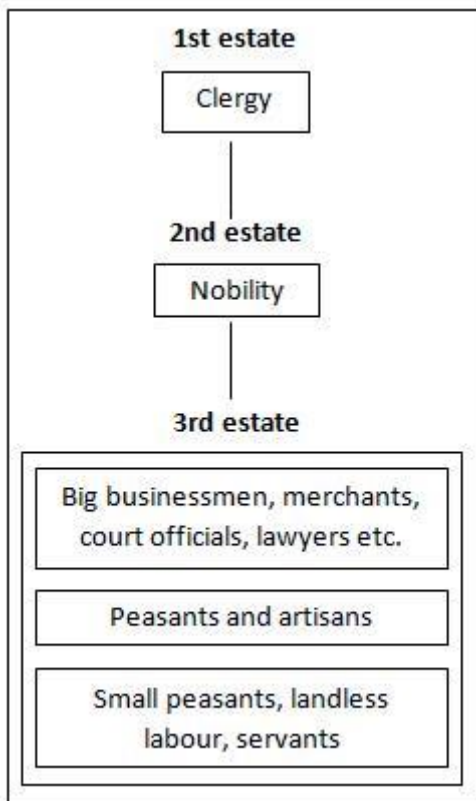 1st estate
Clergy
2nd estate
Nobility
3rd estate
Big businessmen, merchants,
court officials, lawyers etc.
Peasants and artisans
Small peasants, landless
labour, servants